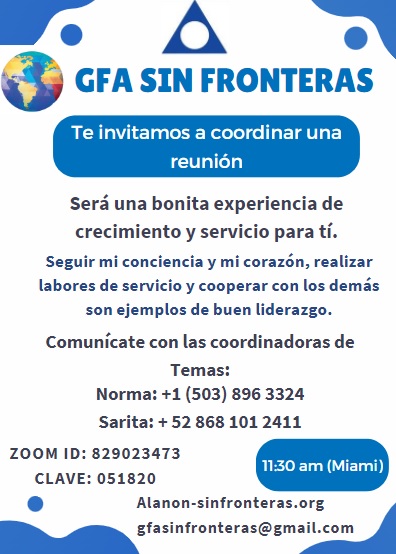 GFA SIN FRONTERAS
Te invitamos a coordinar una
reunión
Será una bonita experiencia de
crecimiento y servicio para tí.
Seguir mi conciencia y mi corazón, realizar
labores de servicio y cooperar con los demás
son ejemplos de buen liderazgo.
Comunícate con las coordinadoras de
Temas:
Norma: +1 (503) 896 3324
Sarita: + 52 868 101 2411
ZOOM ID: 829023473
CLAVE: 051820
11:30 am (Miami)
Alanon-sinfronteras.org
gfasinfronteras@gmail.com